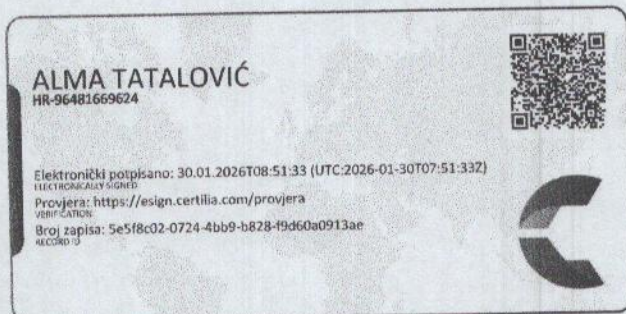 ALMA TATALOVIĆ
HR-96481669624
Elektronički potpisano: 30.01.2026T08:51:33 (UTC:2026-01-30T07:51:33Z)
ELECTRONICALLY SIGNED
Provjera: https://esign.certilia.com/provjera
VERIFICATION
Broj zapisa: 5e5f8c02-0724-4bb9-b828-f9d60a0913ae
RECORD ID